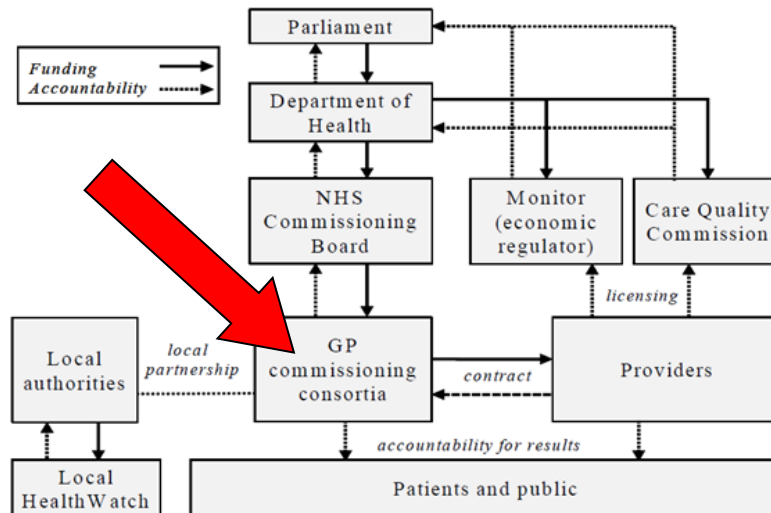 Parliament
Funding
Accountability
Department of
Health
NHS
Commissioning
Board
Monitor
(economic
regulator)
Care Quality
Commission
licensing
Local
authorities
local
partnership
GP
commissioning
consortia
contract
Providers
accountability for results
Local
HealthWatch
Patients and public